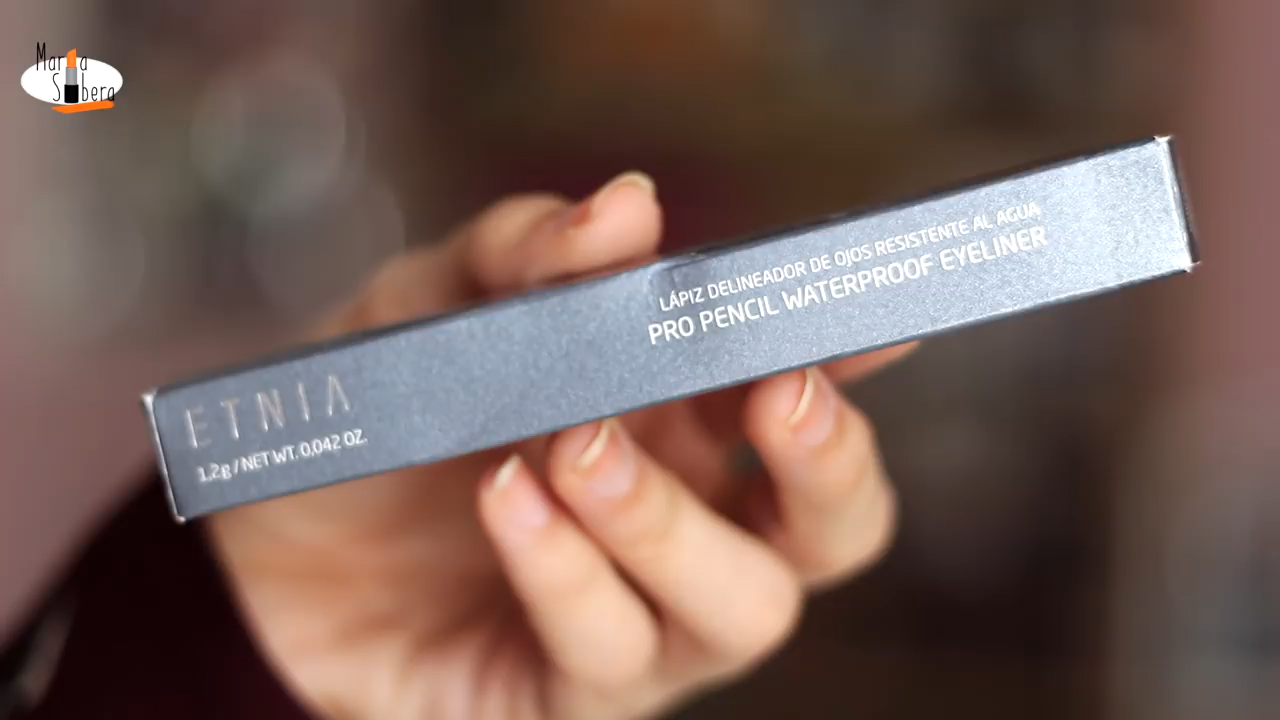 Maria
Sobera
LÁPIZ DELINEADOR DE OJOS RESISTENTE AL AGUA
PRO PENCIL WATERPROOF EYELINER
ETNIA
1,2g / NET WT. 0,042 OZ.